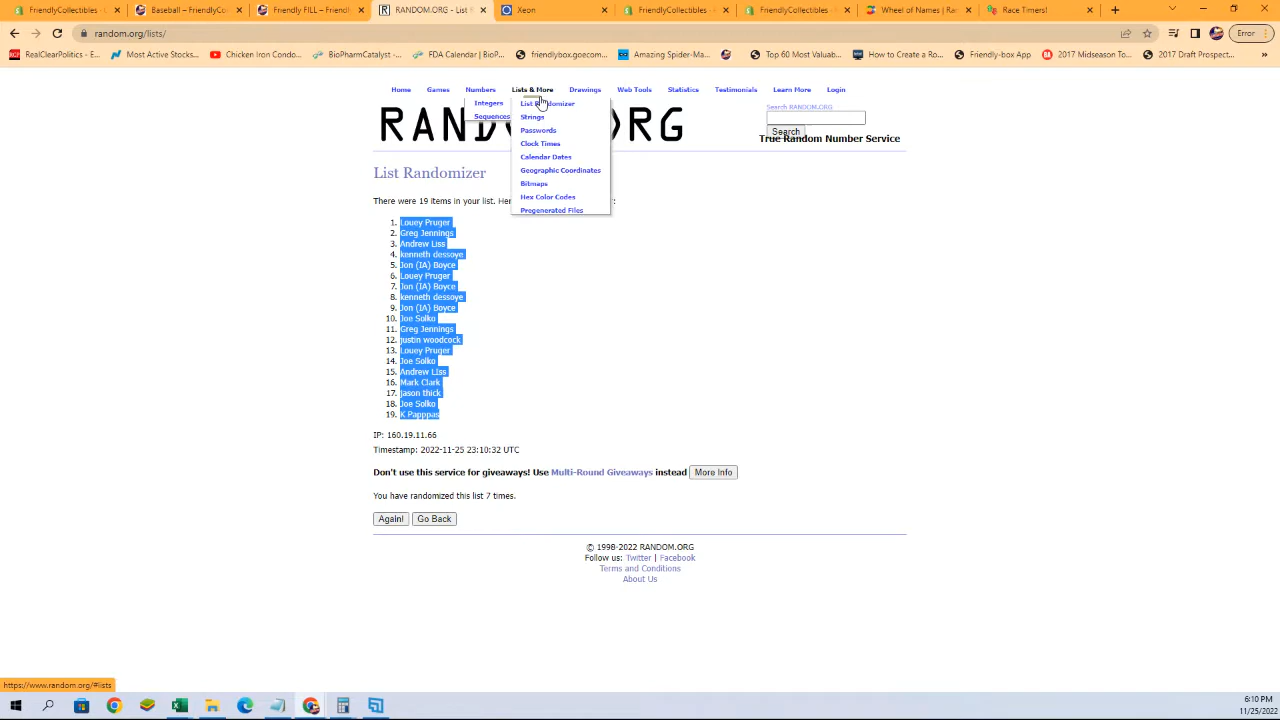 FriendlyCollectibles -
Baseball – FriendlyCo
Friendly FILL – Friendl
RANDOM.ORG - List R
Xeon
FriendlyCollectibles -
FriendlyCollectibles - 
Wheel of Names | Ra
Race Timers!
random.org/lists/
Error
RealClearPolitics - O
Most Active Stocks...
Chicken Iron Condo...
BioPharmCatalyst -...
FDA Calendar | BioP...
friendlybox.goecom...
Amazing Spider-Ma...
Top 60 Most Valuab...
How to Create a Ro...
Friendly-box App
2017 Midseason To...
2017 Draft Prospect...
Home
Games
Numbers
Lists & More
Drawings
Web Tools
Statistics
Testimonials
Learn More
Login
Integers
Sequences
List Randomizer
Strings
Passwords
Clock Times
Calendar Dates
Geographic Coordinates
Bitmaps
Hex Color Codes
Pregenerated Files
Search RANDOM.ORG
Search
True Random Number Service
List Randomizer
There were 19 items in your list. Her
1. Louey Pruger
2. Greg Jennings
3. Andrew Liss
4. kenneth dessoye
5. Jon (IA) Boyce
6. Louey Pruger
7. Jon (IA) Boyce
8. kenneth dessoye
9. Jon (IA) Boyce
10. Joe Solko
11. Greg Jennings
12. justin woodcock
13. Louey Pruger
14. Joe Solko
15. Andrew LIss
16. Mark Clark
17. jason thick
18. Joe Solko
19. K Papppas
IP: 160.19.11.66
Timestamp: 2022-11-25 23:10:32 UTC
Don't use this service for giveaways! Use Multi-Round Giveaways instead More Info
You have randomized this list 7 times.
Again! Go Back
© 1998-2022 RANDOM.ORG
Follow us: Twitter | Facebook
Terms and Conditions
About Us
https://www.random.org/#lists
6:10 PM
11/25/2022